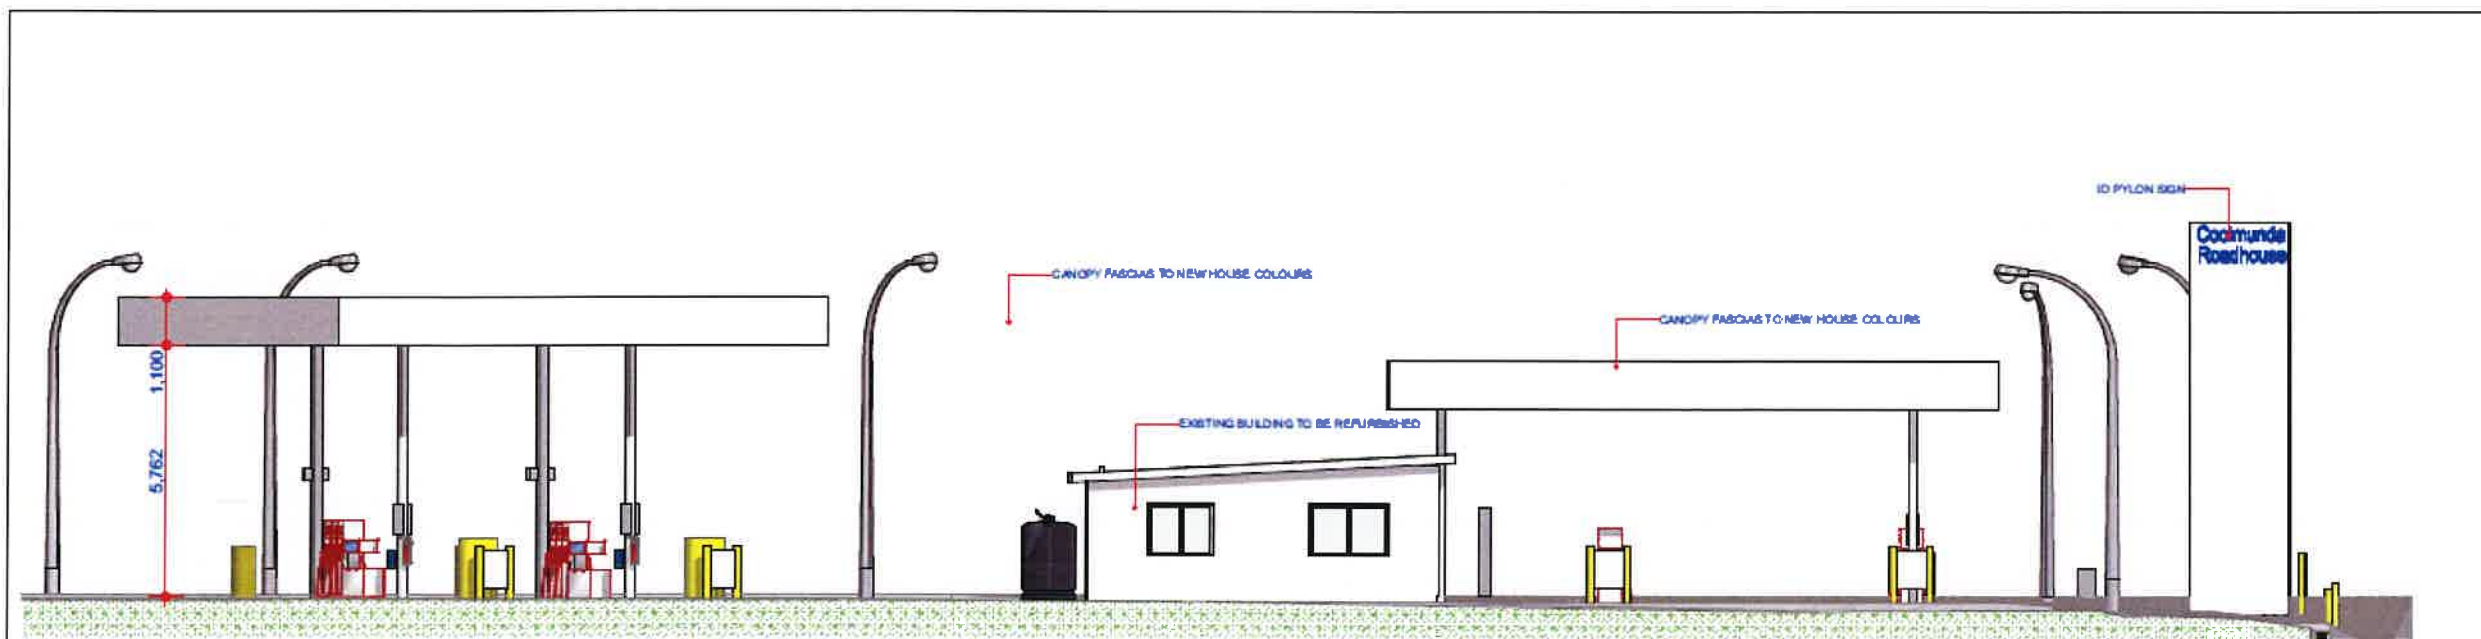 ID PYLON SIGN
Coolmunda
Roadhouse
CANOPY FASCIAS TO NEW HOUSE COLOURS
CANOPY FASCIAS TO NEW HOUSE COLOURS
1,100
EXISTING BUILDING TO BE REFURBISHED
5,762